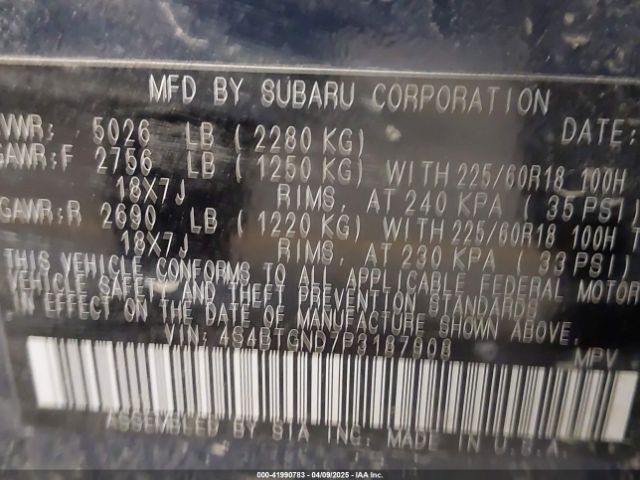 MFD BY SUBARU CORPORATION
VWR: 5026 LB (2280 KG) DATE:
GAWR:F 2756 LB (1250 KG) WITH 225/60R18 100H
18X7J RIMS, AT 240 KPA (35 PSI)
GAWR:R 2690 LB (1220 KG) WITH 225/60R18 100H T
18X7J RIMS, AT 230 KPA (33 PSI)
THIS VEHICLE CONFORMS TO ALL APPLICABLE FEDERAL MOTOR
VEHICLE SAFETY AND THEFT PREVENTION STANDARDS
IN EFFECT ON THE DATE OF MANUFACTURE SHOWN ABOVE.
VIN: 4S4BTGND7P3187908 MPV
ASSEMBLED BY SIA INC. MADE IN U.S.A.
000-41990783 - 04/09/2025 - IAAI.COM